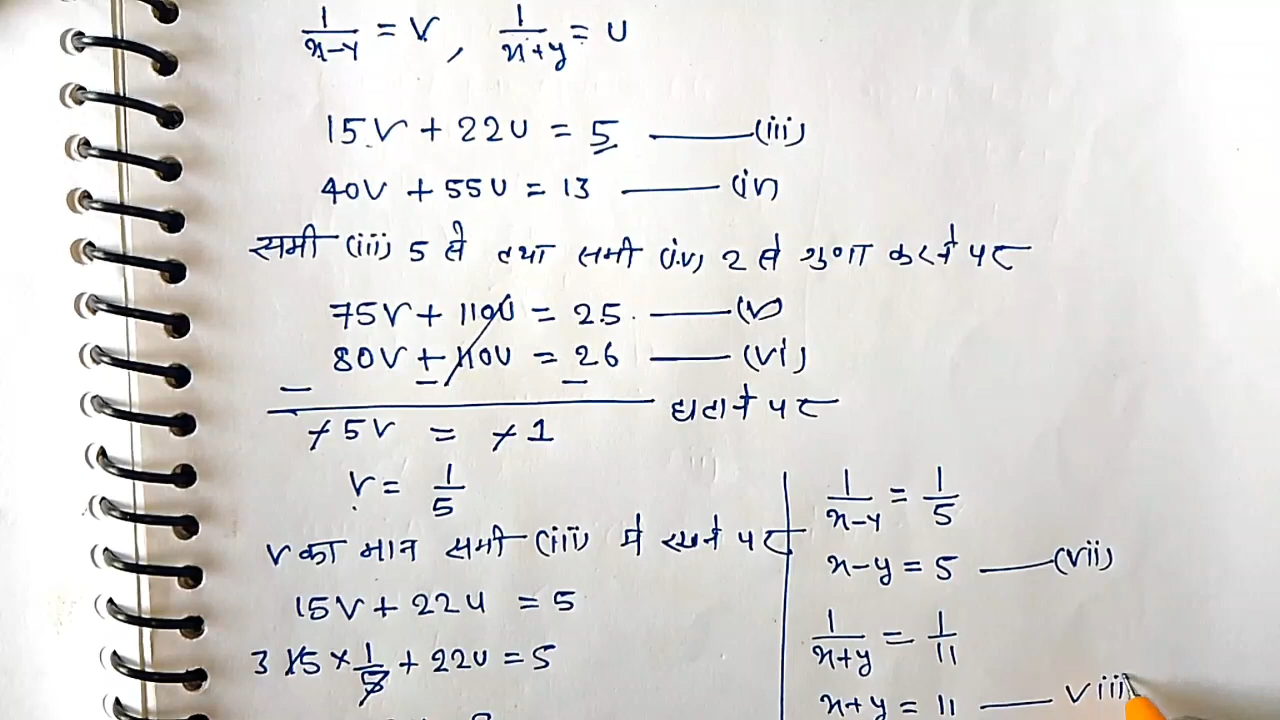 1/(x-y) = V, 1/(x+y) = U
15V + 22U = 5 ——(iii)
40V + 55U = 13 ——(iv)
समी (iii) 5 से तथा समी (iv) 2 से गुणा करने पर
75V + 110U = 25 ——(v)
80V + 110U = 26 ——(vi)
− − −
घटाने पर
-5V = -1
V = 1/5
V का मान समी (iii) में रखने पर
15V + 22U = 5
3 15 × 1/5 + 22U = 5
1/(x-y) = 1/5
x-y = 5 ——(vii)
1/(x+y) = 1/11
x+y = 11 —— viii